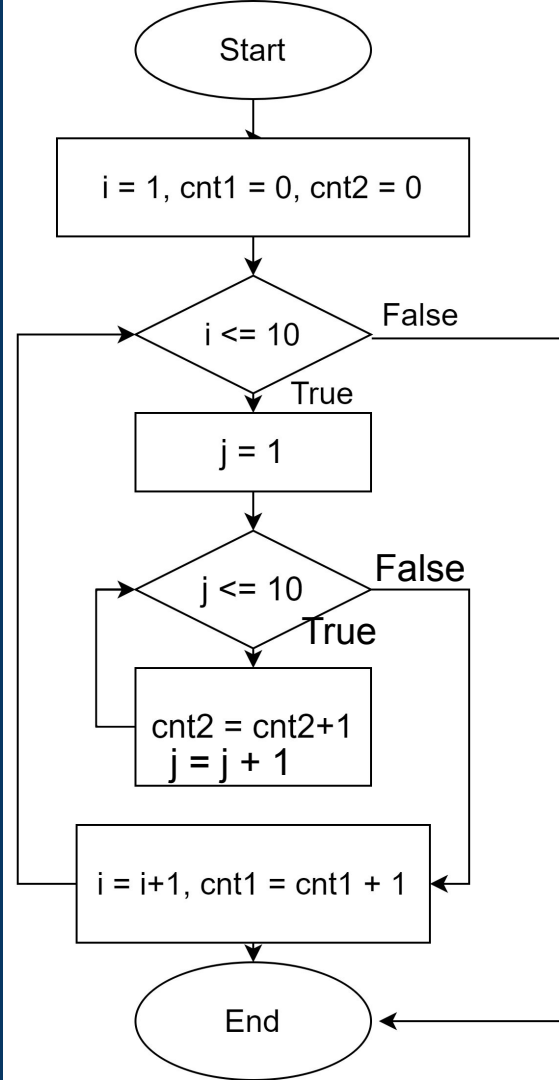 Start
i = 1, cnt1 = 0, cnt2 = 0
i <= 10
False
True
j = 1
j <= 10
False
True
cnt2 = cnt2+1
j = j + 1
i = i+1, cnt1 = cnt1 + 1
End